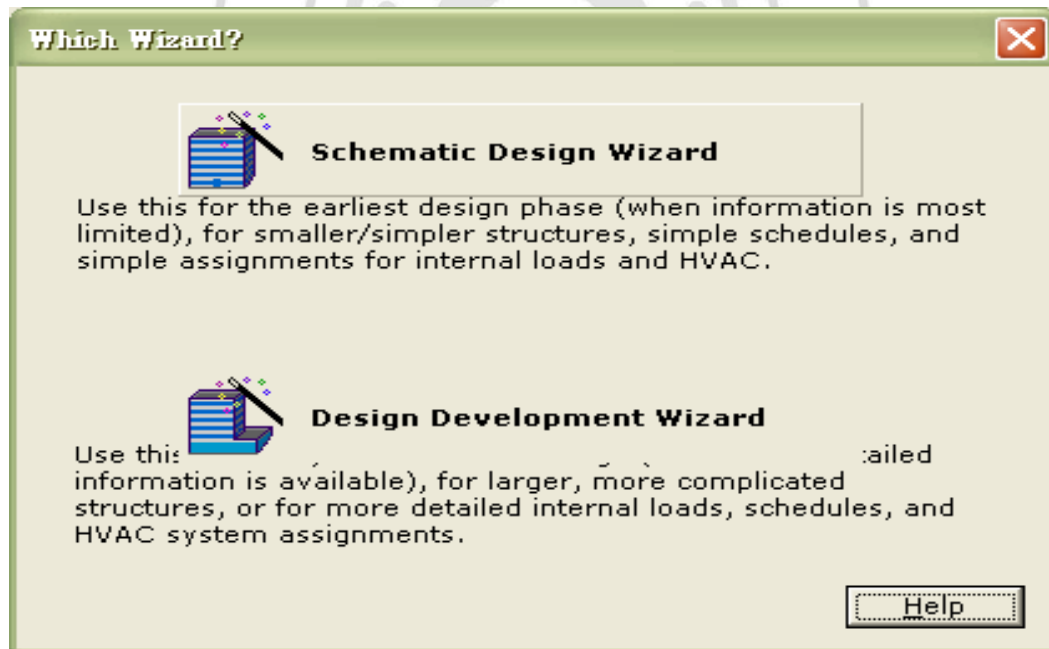 Which Wizard?
Schematic Design Wizard
Use this for the earliest design phase (when information is most
limited), for smaller/simpler structures, simple schedules, and
simple assignments for internal loads and HVAC.
Design Development Wizard
Use this
information is available), for larger, more complicated
structures, or for more detailed internal loads, schedules, and
HVAC system assignments.
Help